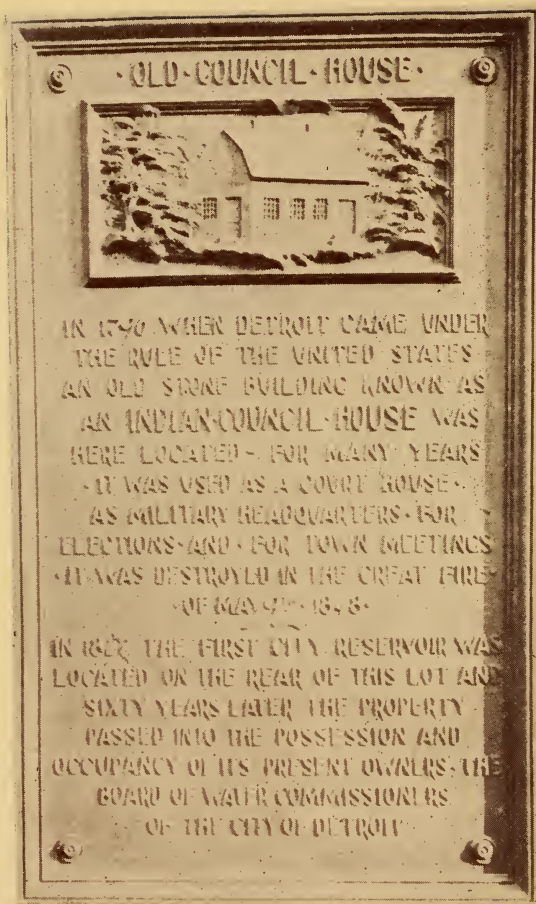 ·OLD·COUNCIL·HOUSE·
IN 1796 WHEN DETROIT CAME UNDER
THE RULE OF THE UNITED STATES
AN OLD STONE BUILDING KNOWN AS
AN INDIAN·COUNCIL·HOUSE WAS
HERE LOCATED- FOR MANY YEARS
·IT WAS USED AS A COVRT HOUSE·
AS MILITARY HEADQUARTERS·FOR
ELECTIONS·AND·FOR TOWN MEETINGS
·IT WAS DESTROYED IN THE GREAT FIRE·
·OF MAY 1848·
IN THE FIRST CITY RESERVOIR WAS
LOCATED ON THE REAR OF THIS LOT AND
SIXTY YEARS LATER THE PROPERTY
PASSED INTO THE POSSESSION AND
OCCUPANCY OF ITS PRESENT OWNERS·THE
BOARD OF WATER COMMISSIONERS
OF THE CITY OF DETROIT